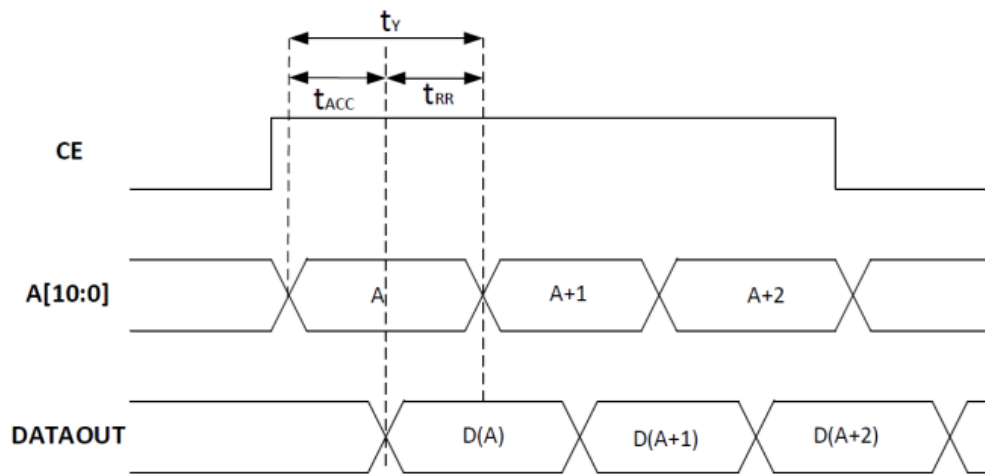 tY
tACC
tRR
CE
A[10:0]
A
A+1
A+2
DATAOUT
D(A)
D(A+1)
D(A+2)